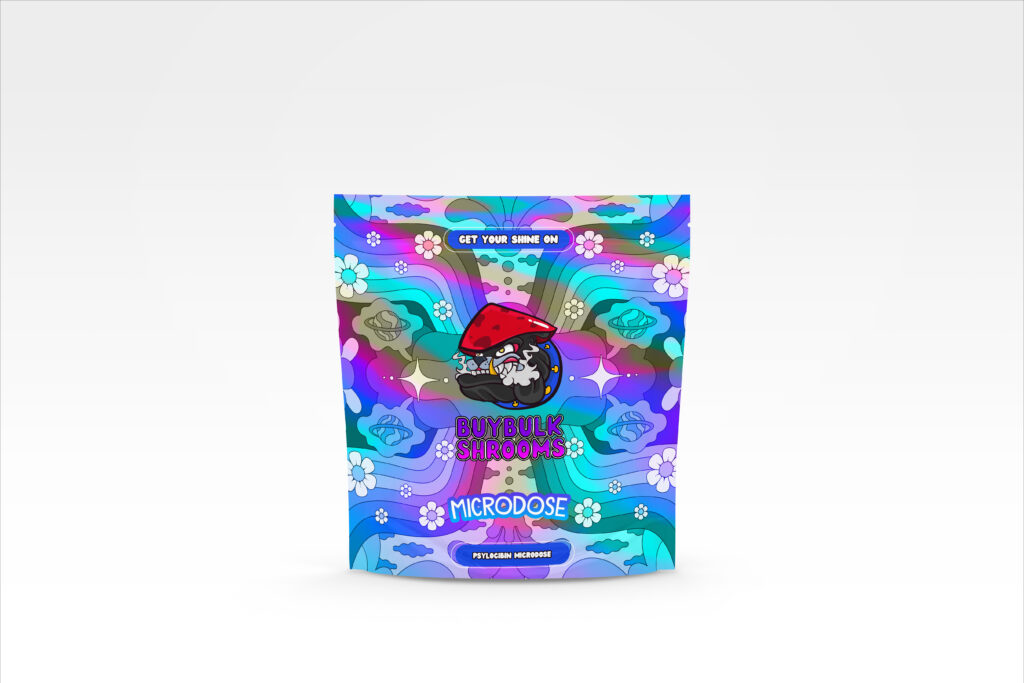 GET YOUR SHINE ON
BUYBULK
SHROOMS
MICRODOSE
PSYLOCIBIN MICRODOSE